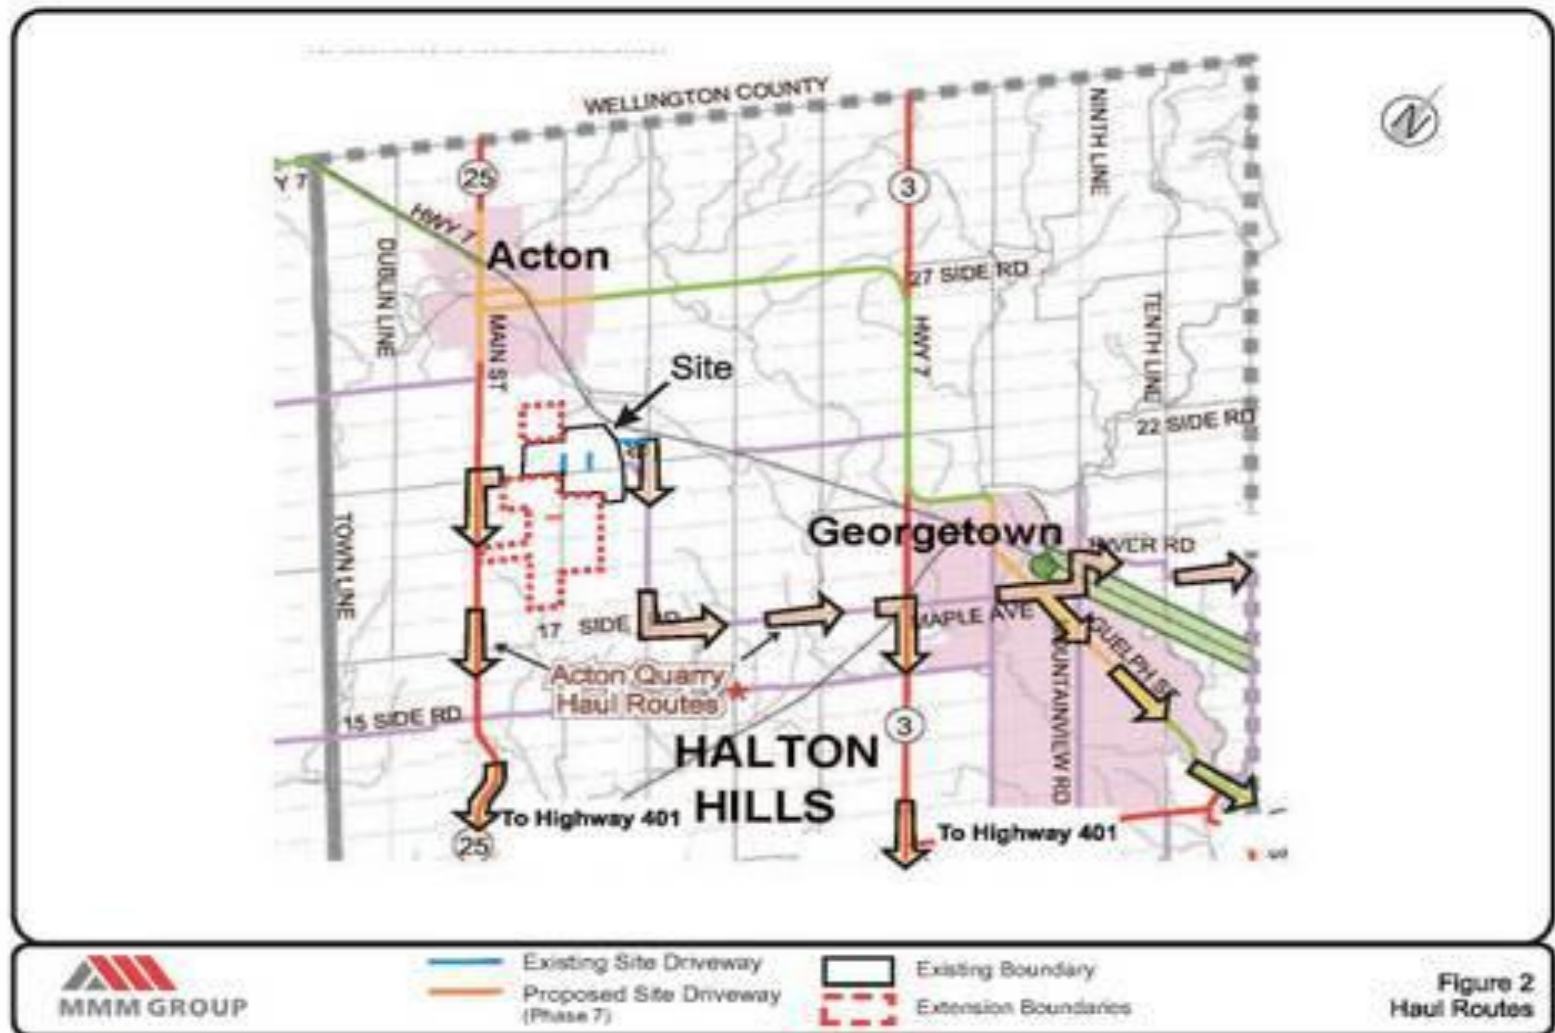 WELLINGTON COUNTY
NINTH LINE
Y 7
25
3
HWY 7
Acton
DUBLIN LINE
27 SIDE RD
MAIN ST
HWY 7
TENTH LINE
Site
22 SIDE RD
TOWN LINE
Georgetown
17 SIDE
MAPLE AVE
GUELPH ST
Acton Quarry
Haul Routes
15 SIDE RD
3
HALTON
HILLS
To Highway 401
To Highway 401
25
MMM GROUP
Existing Site Driveway
Proposed Site Driveway
(Phase 7)
Existing Boundary
Extension Boundaries
Figure 2
Haul Routes